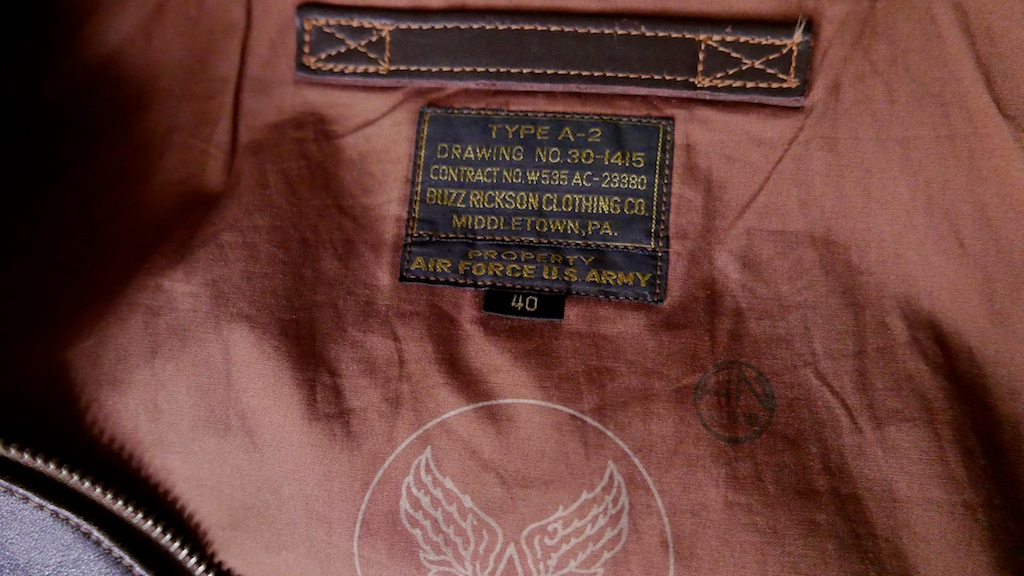 TYPE A-2
DRAWING NO. 30-1415
CONTRACT NO. W535 AC-23380
BUZZ RICKSON CLOTHING CO.
MIDDLETOWN, PA.
PROPERTY
AIR FORCE U.S. ARMY
40